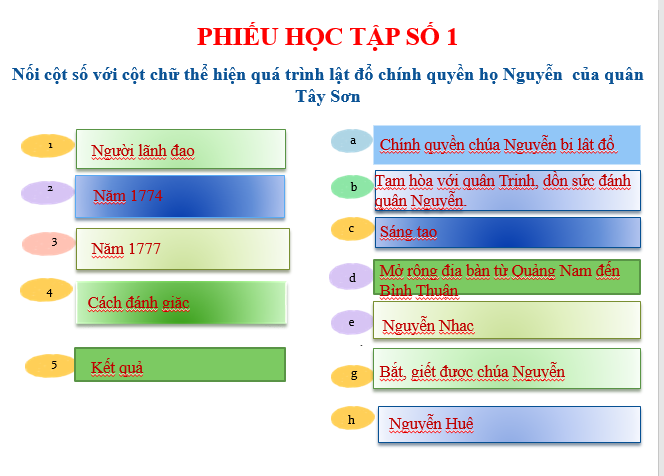 PHIẾU HỌC TẬP SỐ 1
Nối cột số với cột chữ thể hiện quá trình lật đổ chính quyền họ Nguyễn của quân
Tây Sơn
1
Người lãnh đạo
2
Năm 1774
3
Năm 1777
4
Cách đánh giặc
5
Kết quả
a
Chính quyền chúa Nguyễn bị lật đổ
b
Tạm hòa với quân Trịnh, dồn sức đánh
quân Nguyễn.
c
Sáng tạo
d
Mở rộng địa bàn từ Quảng Nam đến
Bình Thuận
e
Nguyễn Nhạc
g
Bắt, giết được chúa Nguyễn
h
Nguyễn Huệ